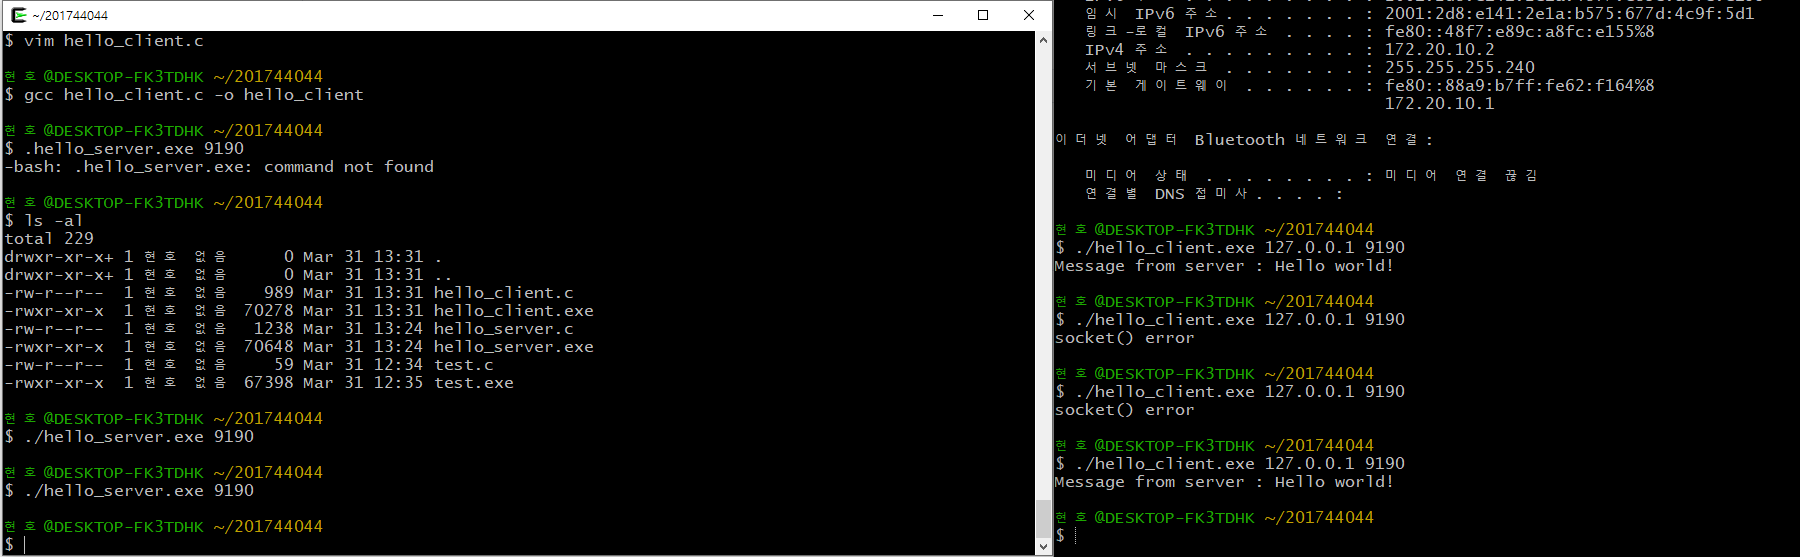 ~/201744044
$ vim hello_client.c
현호@DESKTOP-FK3TDHK ~/201744044
$ gcc hello_client.c -o hello_client
현호@DESKTOP-FK3TDHK ~/201744044
$ .hello_server.exe 9190
-bash: .hello_server.exe: command not found
현호@DESKTOP-FK3TDHK ~/201744044
$ ls -al
total 229
drwxr-xr-x+ 1 현호 없음 0 Mar 31 13:31 .
drwxr-xr-x+ 1 현호 없음 0 Mar 31 13:31 ..
-rw-r--r-- 1 현호 없음 989 Mar 31 13:31 hello_client.c
-rwxr-xr-x 1 현호 없음 70278 Mar 31 13:31 hello_client.exe
-rw-r--r-- 1 현호 없음 1238 Mar 31 13:24 hello_server.c
-rwxr-xr-x 1 현호 없음 70648 Mar 31 13:24 hello_server.exe
-rw-r--r-- 1 현호 없음 59 Mar 31 12:34 test.c
-rwxr-xr-x 1 현호 없음 67398 Mar 31 12:35 test.exe
현호@DESKTOP-FK3TDHK ~/201744044
$ ./hello_server.exe 9190
현호@DESKTOP-FK3TDHK ~/201744044
$ ./hello_server.exe 9190
현호@DESKTOP-FK3TDHK ~/201744044
$
임시 IPv6 주소. . . . . . . . : 2001:2d8:e141:2e1a:b575:677d:4c9f:5d1
링크-로컬 IPv6 주소 . . . . : fe80::48f7:e89c:a8fc:e155%8
IPv4 주소 . . . . . . . . . : 172.20.10.2
서브넷 마스크 . . . . . . . : 255.255.255.240
기본 게이트웨이 . . . . . . : fe80::88a9:b7ff:fe62:f164%8
172.20.10.1
이더넷 어댑터 Bluetooth 네트워크 연결:
미디어 상태 . . . . . . . . : 미디어 연결 끊김
연결별 DNS 접미사. . . . :
현호@DESKTOP-FK3TDHK ~/201744044
$ ./hello_client.exe 127.0.0.1 9190
Message from server : Hello world!
현호@DESKTOP-FK3TDHK ~/201744044
$ ./hello_client.exe 127.0.0.1 9190
socket() error
현호@DESKTOP-FK3TDHK ~/201744044
$ ./hello_client.exe 127.0.0.1 9190
socket() error
현호@DESKTOP-FK3TDHK ~/201744044
$ ./hello_client.exe 127.0.0.1 9190
Message from server : Hello world!
현호@DESKTOP-FK3TDHK ~/201744044
$